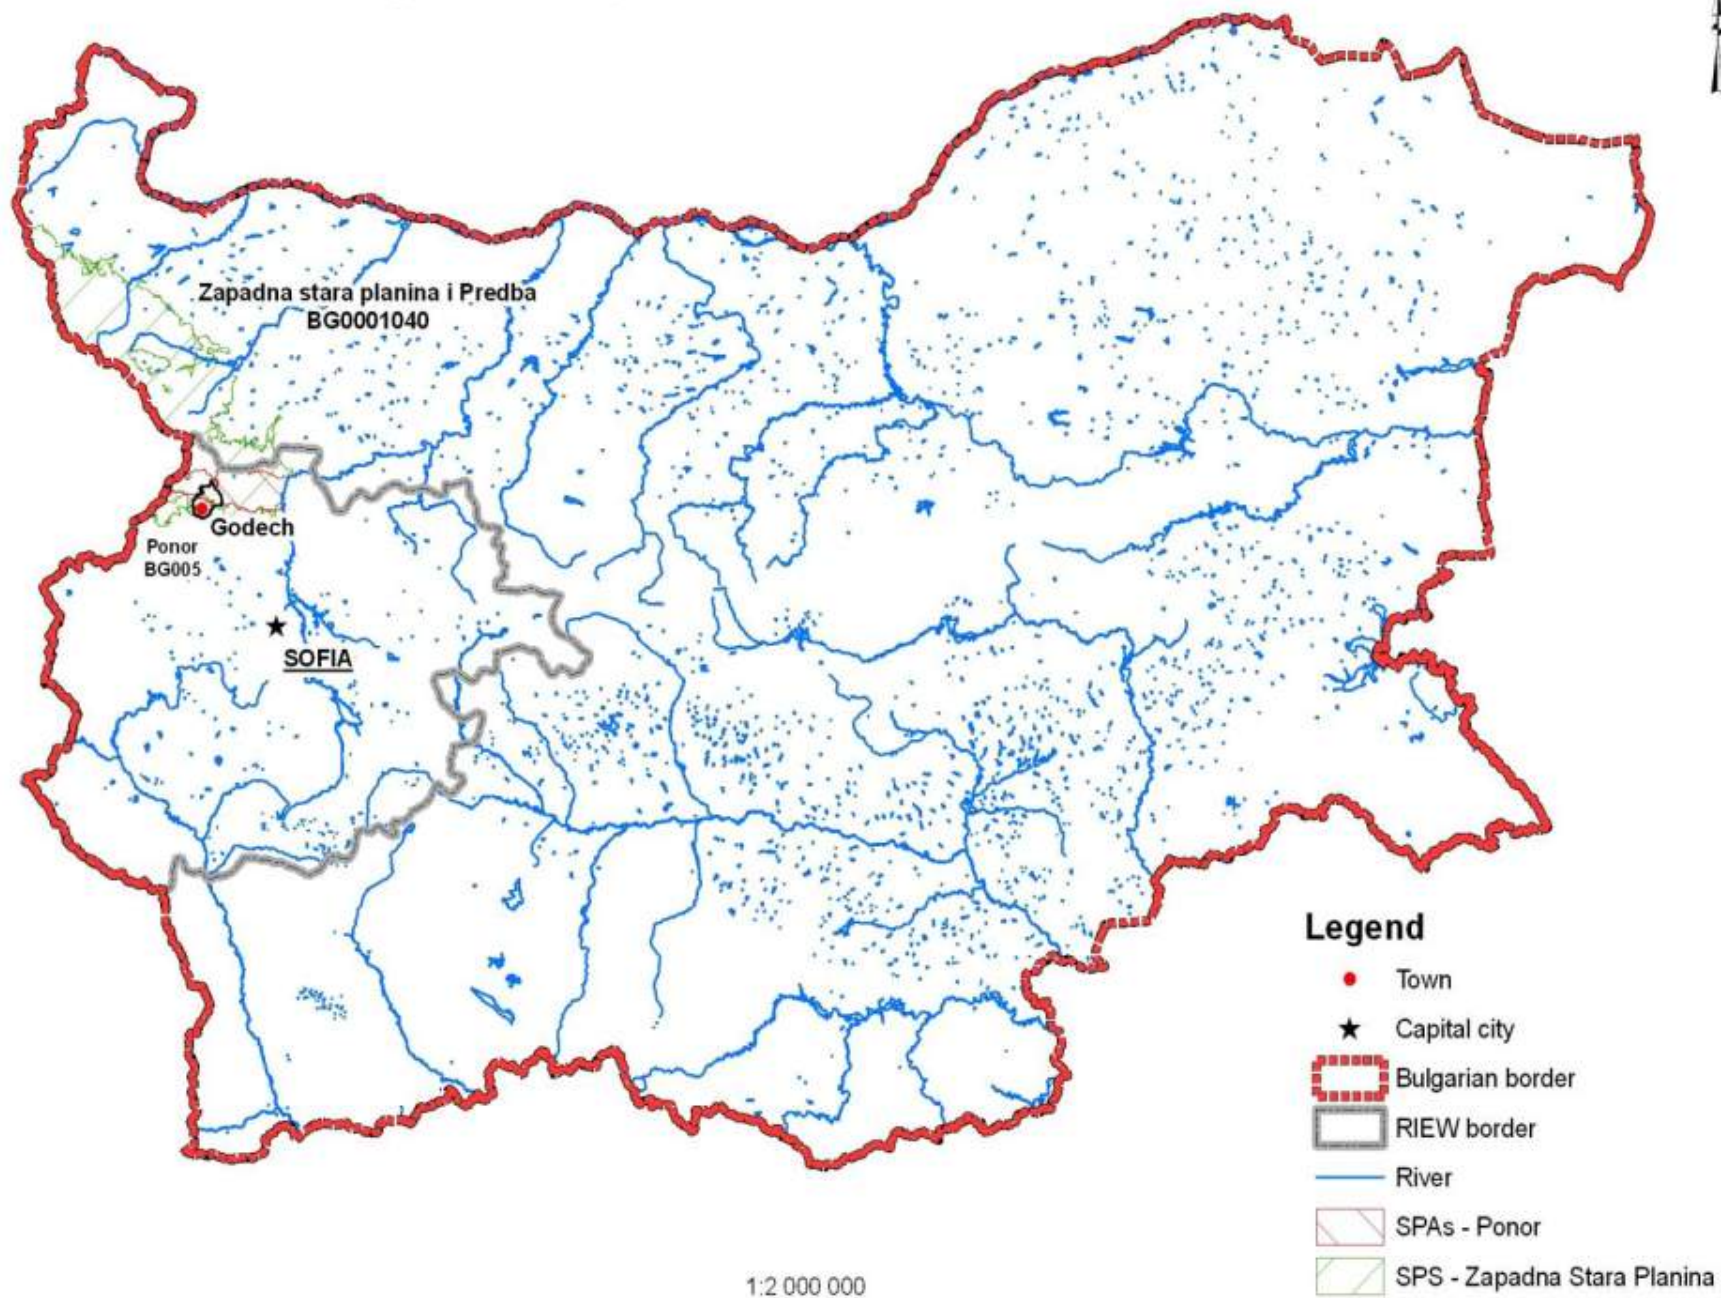 Zapadna stara planina i Predba
BG0001040
Godech
Ponor
BG005
SOFIA
Legend
Town
Capital city
Bulgarian border
RIEW border
River
SPAs - Ponor
SPS - Zapadna Stara Planina
1:2 000 000